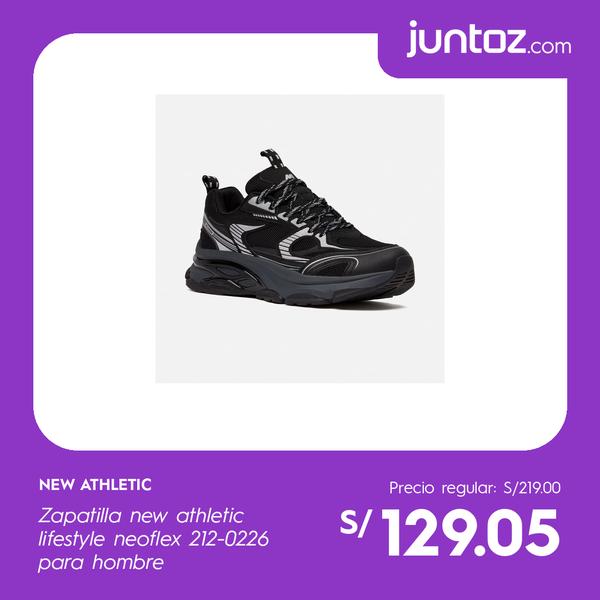 juntoz.com
NEW ATHLETIC
Zapatilla new athletic
lifestyle neoflex 212-0226
para hombre
Precio regular: S/219.00
S/129.05